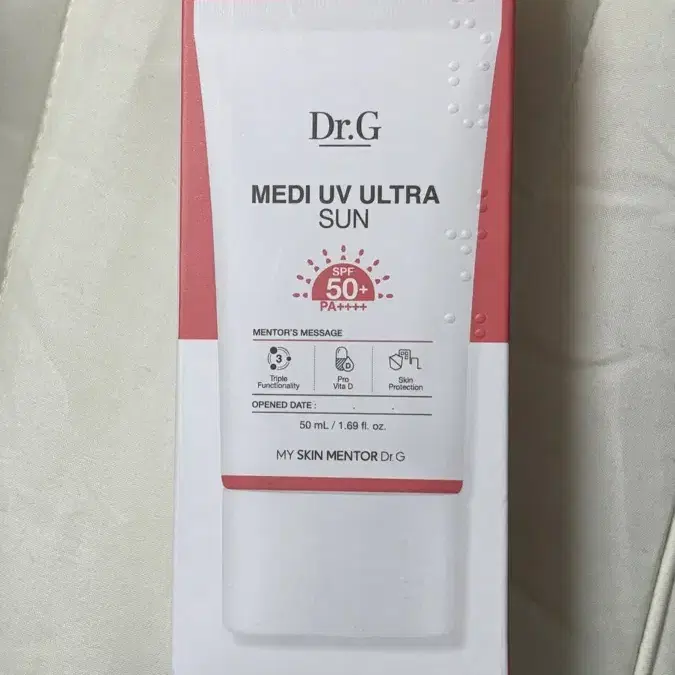 Dr.G
MEDI UV ULTRA
SUN
SPF
50+
PA++++
MENTOR'S MESSAGE
3
Triple
Functionality
Pro
Vita D
D
Skin
Protection
OPENED DATE : . .
50 mL / 1.69 fl. oz.
MY SKIN MENTOR Dr.G